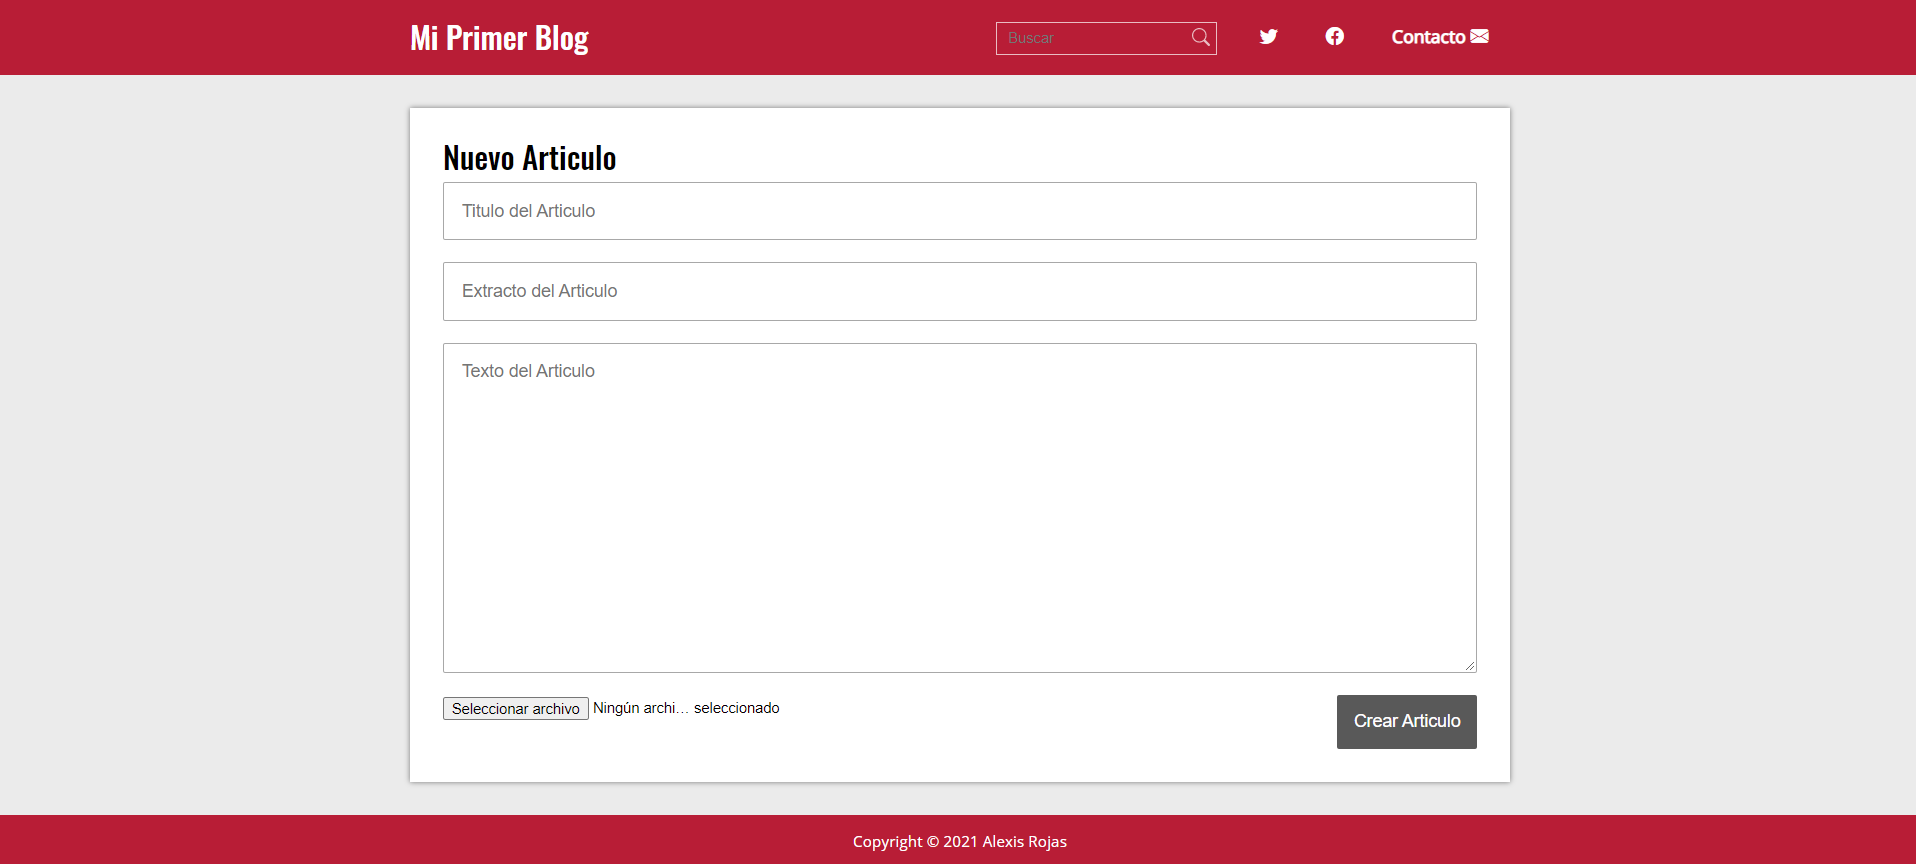 Mi Primer Blog
Buscar
Contacto
Nuevo Articulo
Titulo del Articulo
Extracto del Articulo
Texto del Articulo
Seleccionar archivo Ningún archi... seleccionado
Crear Articulo
Copyright © 2021 Alexis Rojas